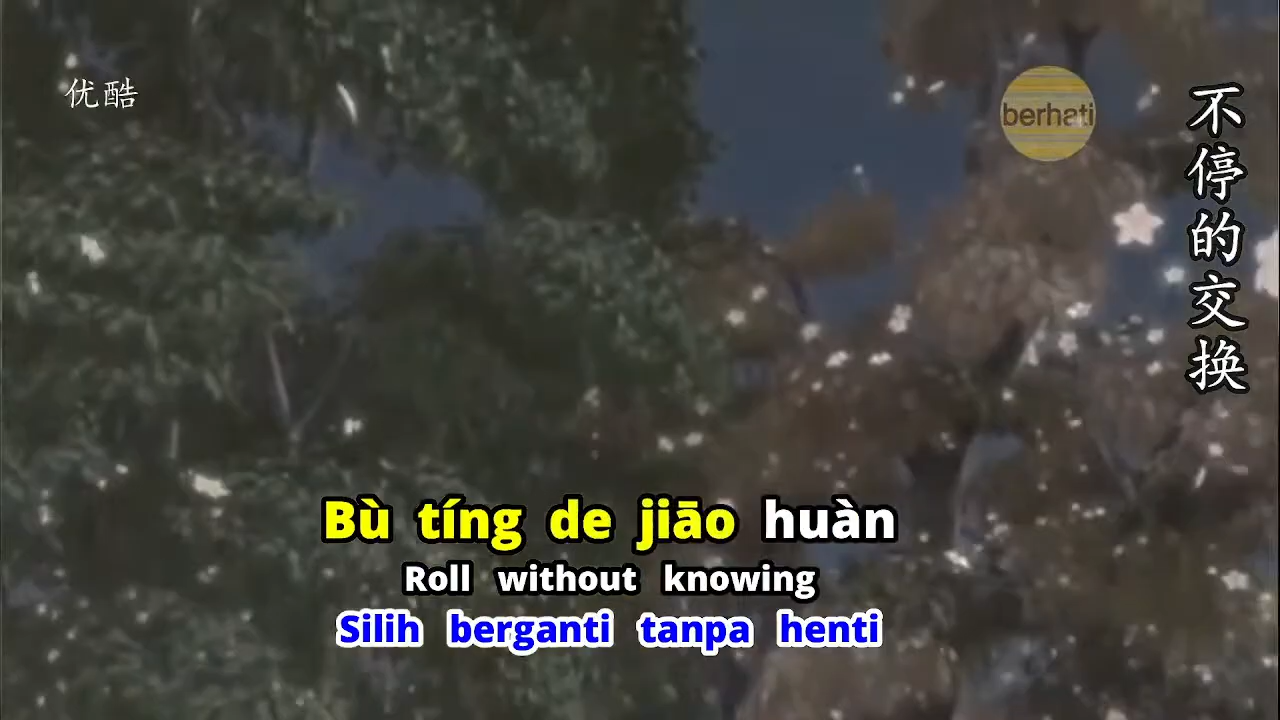 优酷
berhati
不停的交换
Bù tíng de jiāo huàn
Roll without knowing
Silih berganti tanpa henti